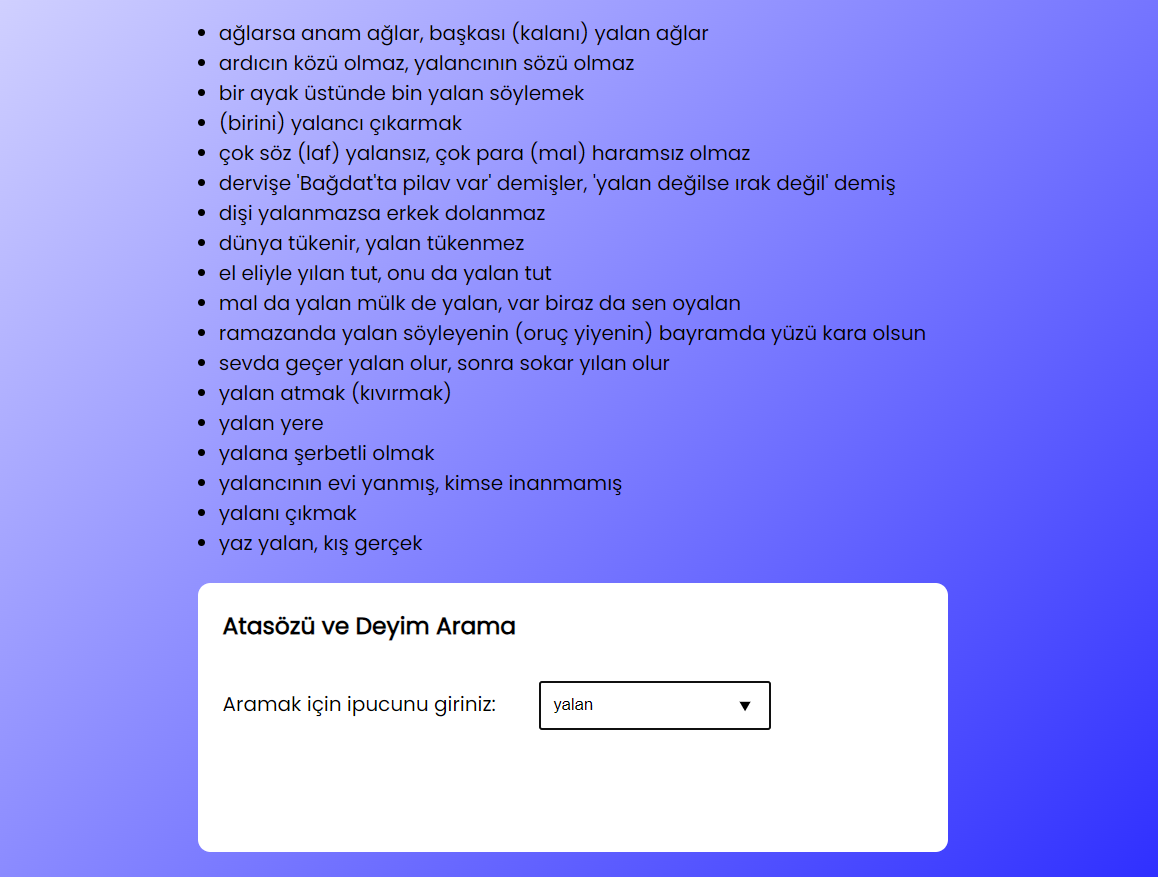 ağlarsa anam ağlar, başkası (kalanı) yalan ağlar
ardıcın közü olmaz, yalancının sözü olmaz
bir ayak üstünde bin yalan söylemek
(birini) yalancı çıkarmak
çok söz (laf) yalansız, çok para (mal) haramsız olmaz
dervişe 'Bağdat'ta pilav var' demişler, 'yalan değilse ırak değil' demiş
dişi yalanmazsa erkek dolanmaz
dünya tükenir, yalan tükenmez
el eliyle yılan tut, onu da yalan tut
mal da yalan mülk de yalan, var biraz da sen oyalan
ramazanda yalan söyleyenin (oruç yiyenin) bayramda yüzü kara olsun
sevda geçer yalan olur, sonra sokar yılan olur
yalan atmak (kıvırmak)
yalan yere
yalana şerbetli olmak
yalancının evi yanmış, kimse inanmamış
yalanı çıkmak
yaz yalan, kış gerçek
Atasözü ve Deyim Arama
Aramak için ipucunu giriniz: yalan